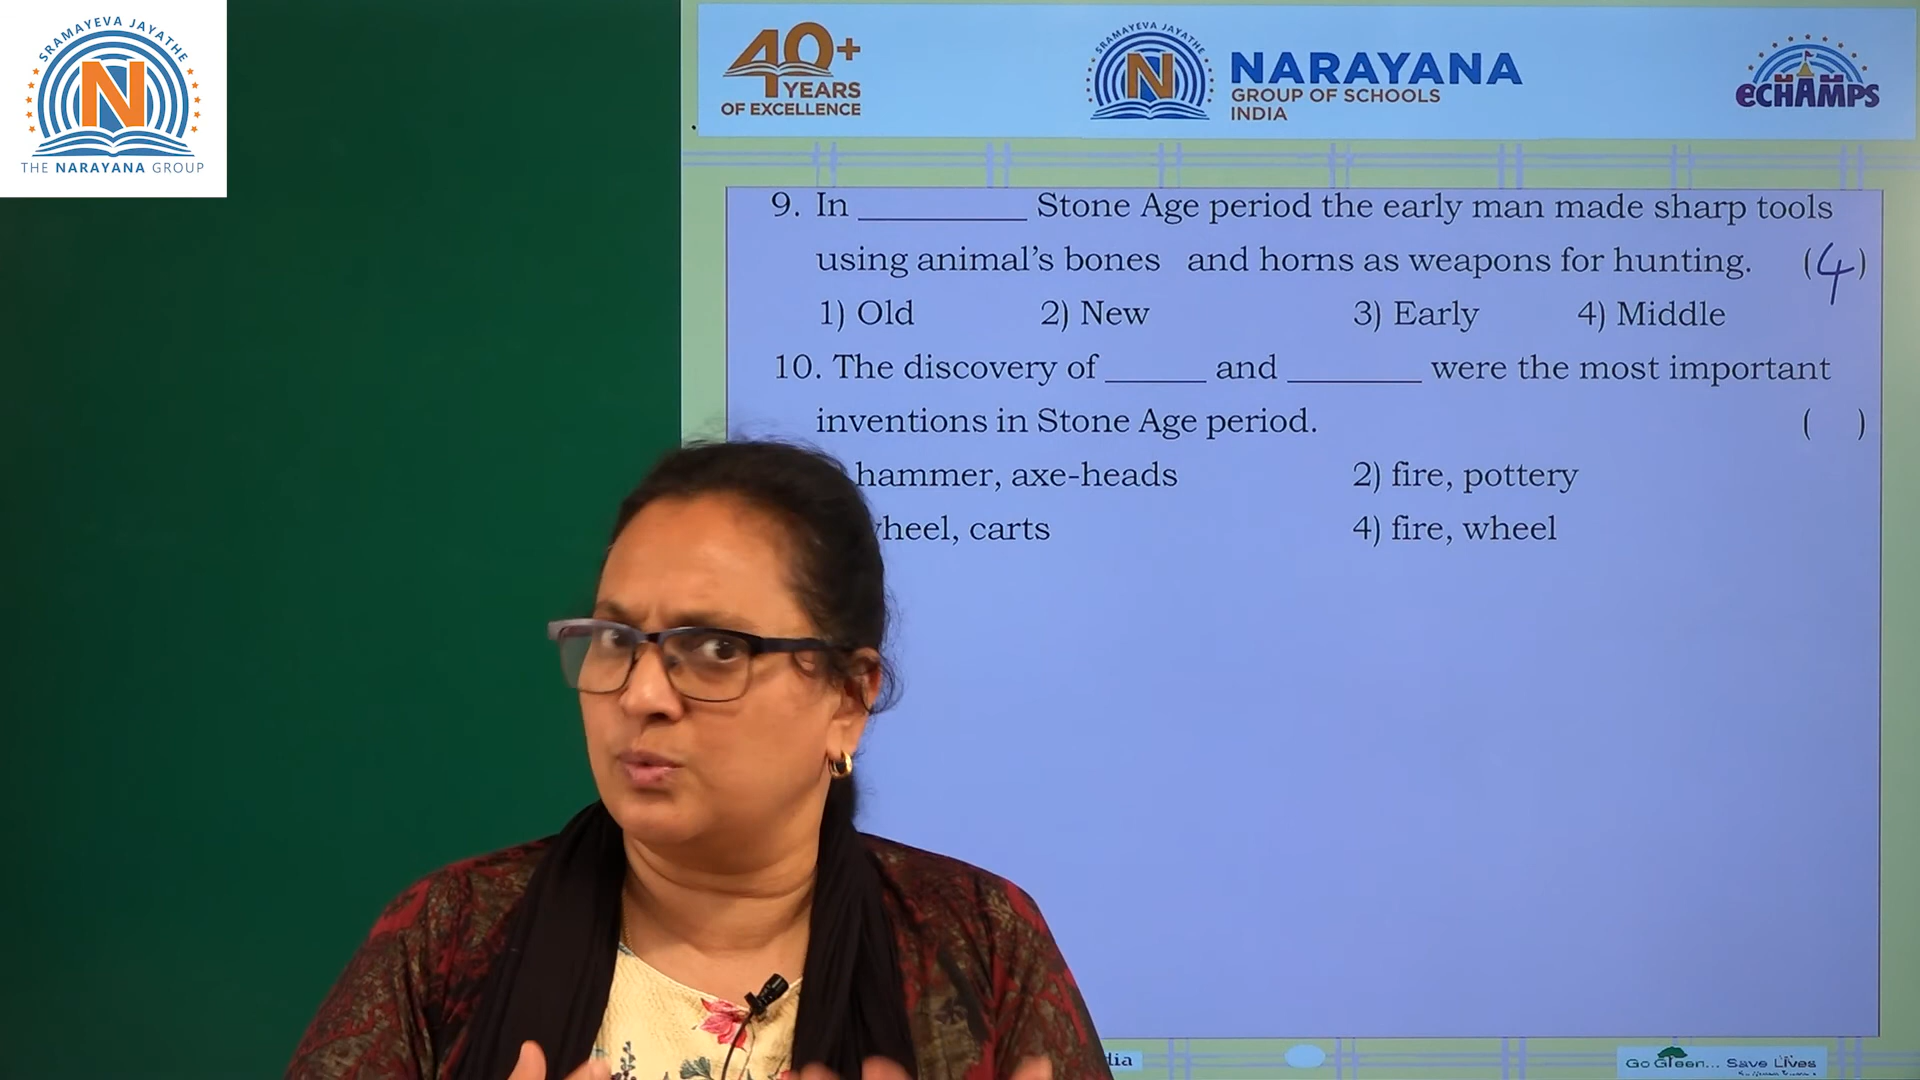 SRAMAYEVA JAYATHE
N
THE NARAYANA GROUP
40+
YEARS
OF EXCELLENCE
SRAMAYEVA JAYATHE
N
NARAYANA
GROUP OF SCHOOLS
INDIA
eCHAMPS
9. In __________ Stone Age period the early man made sharp tools
using animal's bones and horns as weapons for hunting. (4)
1) Old 2) New 3) Early 4) Middle
10. The discovery of ______ and ________ were the most important
inventions in Stone Age period. ( )
hammer, axe-heads 2) fire, pottery
wheel, carts 4) fire, wheel
dia
Go Green... Save Lives